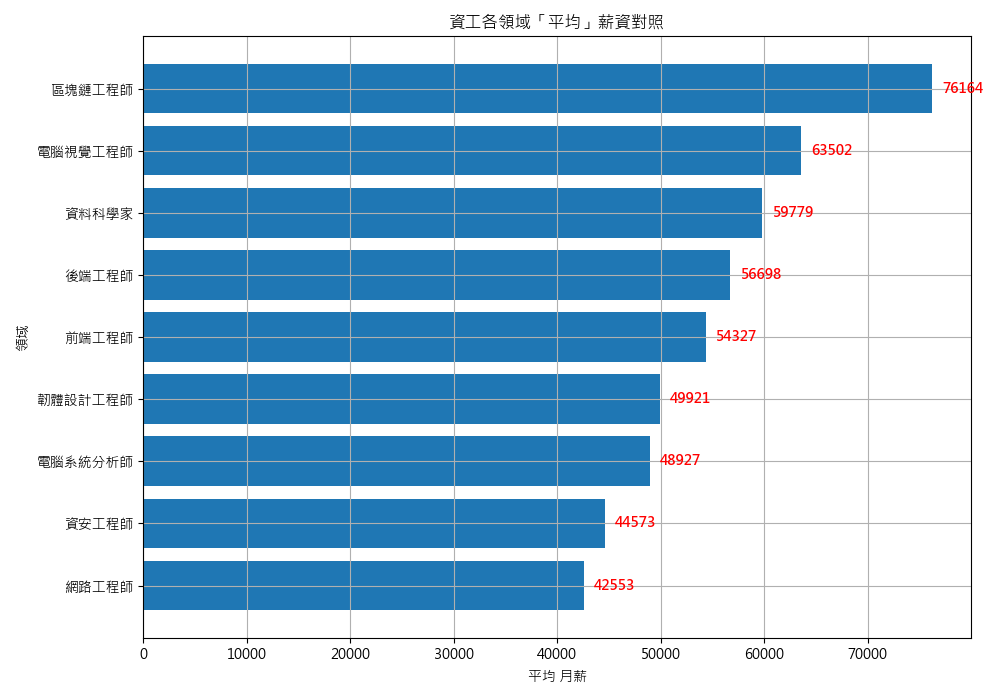 資工各領域「平均」薪資對照
區塊鏈工程師 76164
電腦視覺工程師 63502
資料科學家 59779
後端工程師 56698
前端工程師 54327
韌體設計工程師 49921
電腦系統分析師 48927
資安工程師 44573
網路工程師 42553
領域
0 10000 20000 30000 40000 50000 60000 70000
平均 月薪